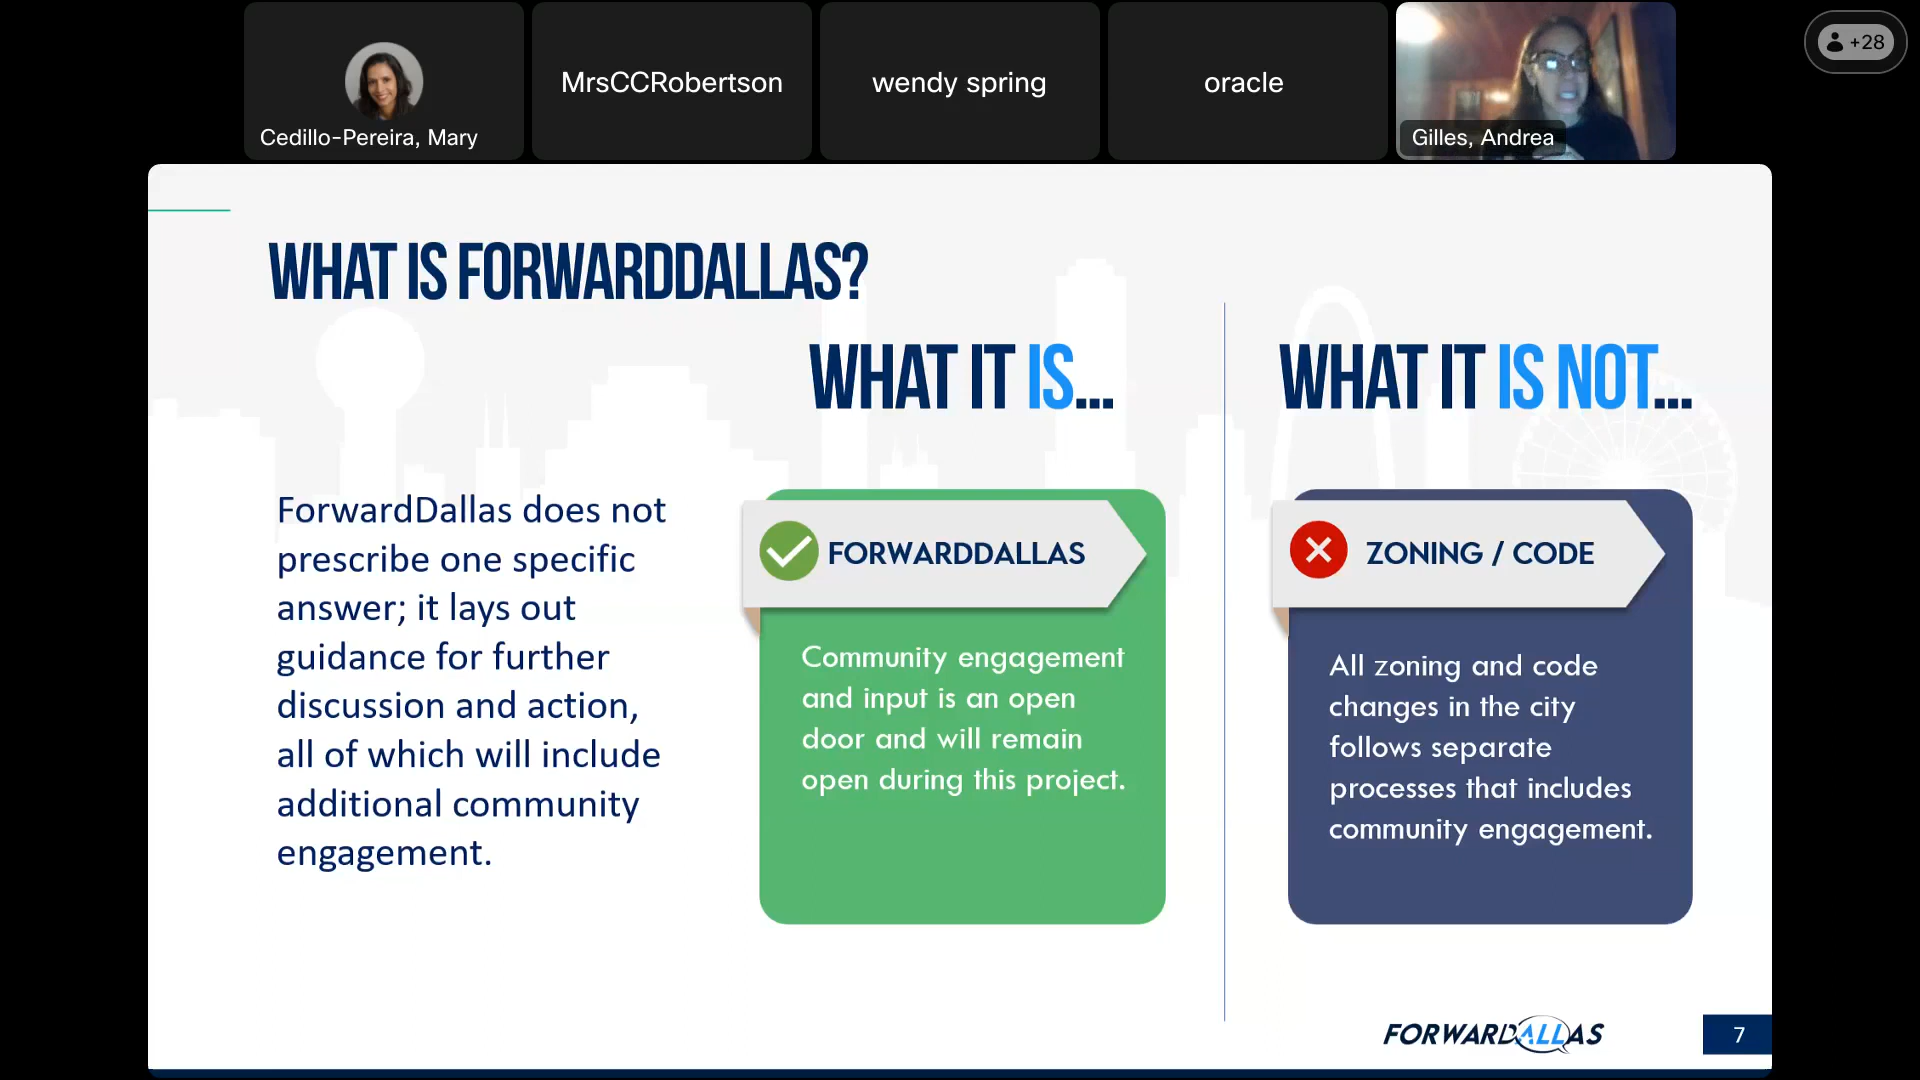 Cedillo-Pereira, Mary
MrsCCRobertson
wendy spring
oracle
Gilles, Andrea
+28
WHAT IS FORWARDDALLAS?
WHAT IT IS...
WHAT IT IS NOT...
ForwardDallas does not
prescribe one specific
answer; it lays out
guidance for further
discussion and action,
all of which will include
additional community
engagement.
FORWARDDALLAS
Community engagement
and input is an open
door and will remain
open during this project.
ZONING / CODE
All zoning and code
changes in the city
follows separate
processes that includes
community engagement.
FORWARDALLAS
7